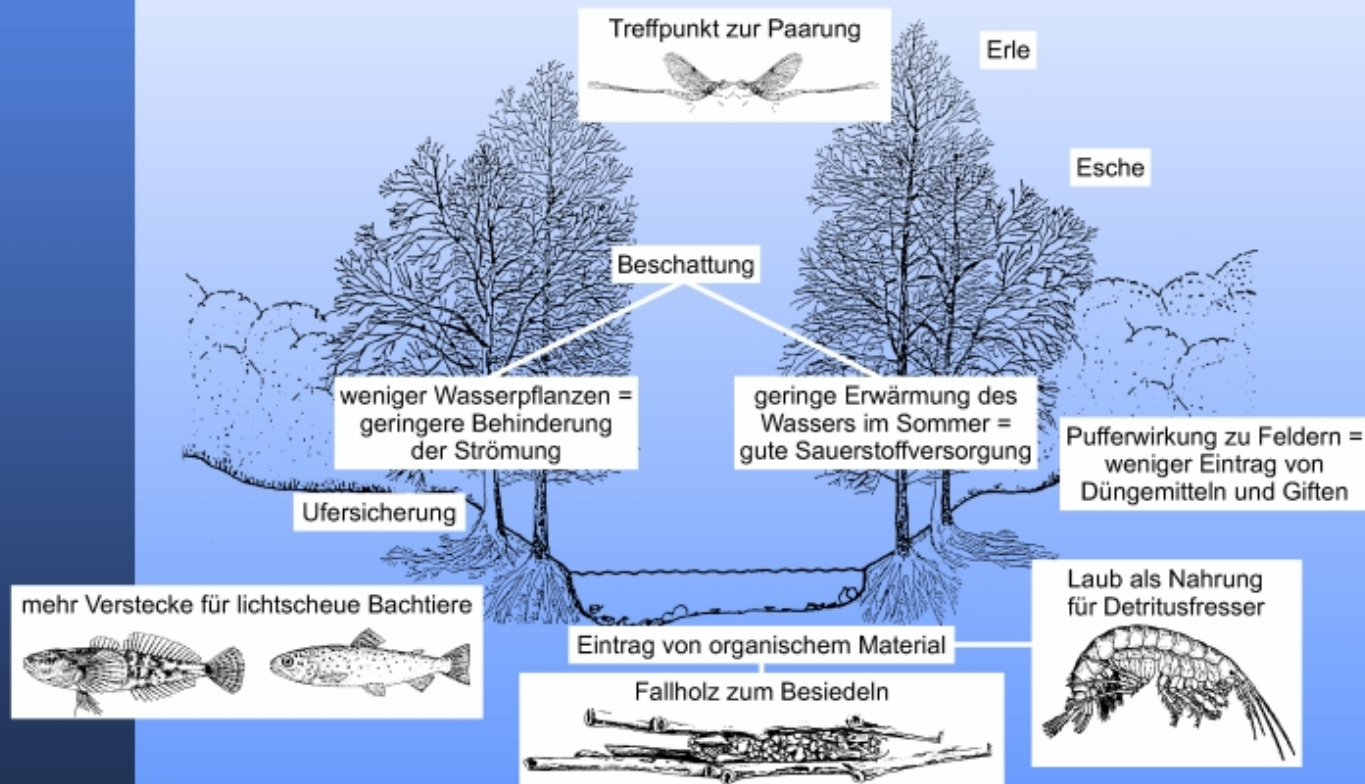 Treffpunkt zur Paarung
Erle
Esche
Beschattung
weniger Wasserpflanzen =
geringere Behinderung
der Strömung
geringe Erwärmung des
Wassers im Sommer =
gute Sauerstoffversorgung
Pufferwirkung zu Feldern =
weniger Eintrag von
Düngemitteln und Giften
Ufersicherung
mehr Verstecke für lichtscheue Bachtiere
Laub als Nahrung
für Detritusfresser
Eintrag von organischem Material
Fallholz zum Besiedeln